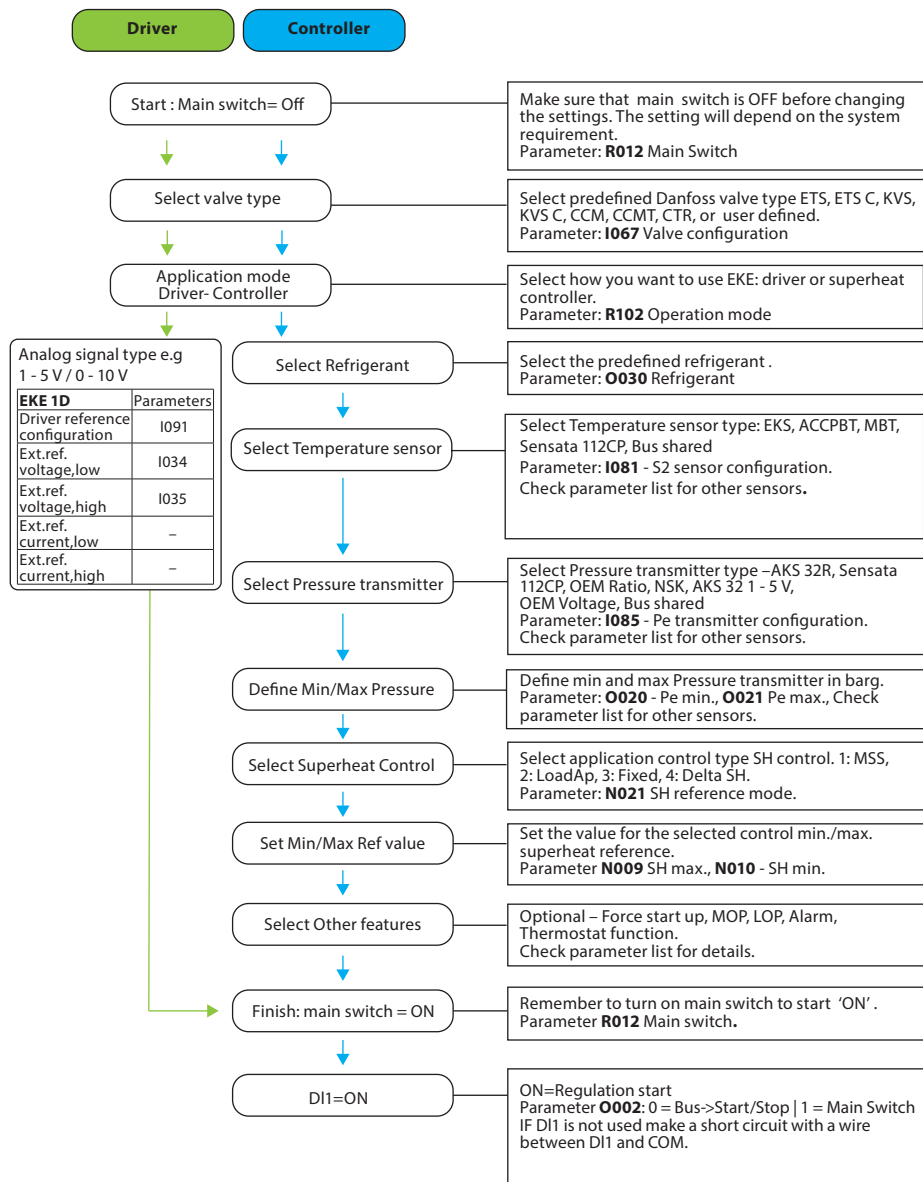 Driver
Controller
Start : Main switch= Off
Make sure that main switch is OFF before changing
the settings. The setting will depend on the system
requirement.
Parameter: R012 Main Switch
Select valve type
Select predefined Danfoss valve type ETS, ETS C, KVS,
KVS C, CCM, CCMT, CTR, or user defined.
Parameter: I067 Valve configuration
Application mode
Driver- Controller
Select how you want to use EKE: driver or superheat
controller.
Parameter: R102 Operation mode
Analog signal type e.g
1 - 5 V / 0 - 10 V
EKE 1D Parameters
Driver reference
configuration I091
Ext.ref.
voltage,low I034
Ext.ref.
voltage,high I035
Ext.ref.
current,low –
Ext.ref.
current,high –
Select Refrigerant
Select the predefined refrigerant .
Parameter: O030 Refrigerant
Select Temperature sensor
Select Temperature sensor type: EKS, ACCPBT, MBT,
Sensata 112CP, Bus shared
Parameter: I081 - S2 sensor configuration.
Check parameter list for other sensors.
Select Pressure transmitter
Select Pressure transmitter type –AKS 32R, Sensata
112CP, OEM Ratio, NSK, AKS 32 1 - 5 V,
OEM Voltage, Bus shared
Parameter: I085 - Pe transmitter configuration.
Check parameter list for other sensors.
Define Min/Max Pressure
Define min and max Pressure transmitter in barg.
Parameter: O020 - Pe min., O021 Pe max., Check
parameter list for other sensors.
Select Superheat Control
Select application control type SH control. 1: MSS,
2: LoadAp, 3: Fixed, 4: Delta SH.
Parameter: N021 SH reference mode.
Set Min/Max Ref value
Set the value for the selected control min./max.
superheat reference.
Parameter N009 SH max., N010 - SH min.
Select Other features
Optional – Force start up, MOP, LOP, Alarm,
Thermostat function.
Check parameter list for details.
Finish: main switch = ON
Remember to turn on main switch to start ‘ON’ .
Parameter R012 Main switch.
DI1=ON
ON=Regulation start
Parameter O002: 0 = Bus->Start/Stop | 1 = Main Switch
IF DI1 is not used make a short circuit with a wire
between DI1 and COM.